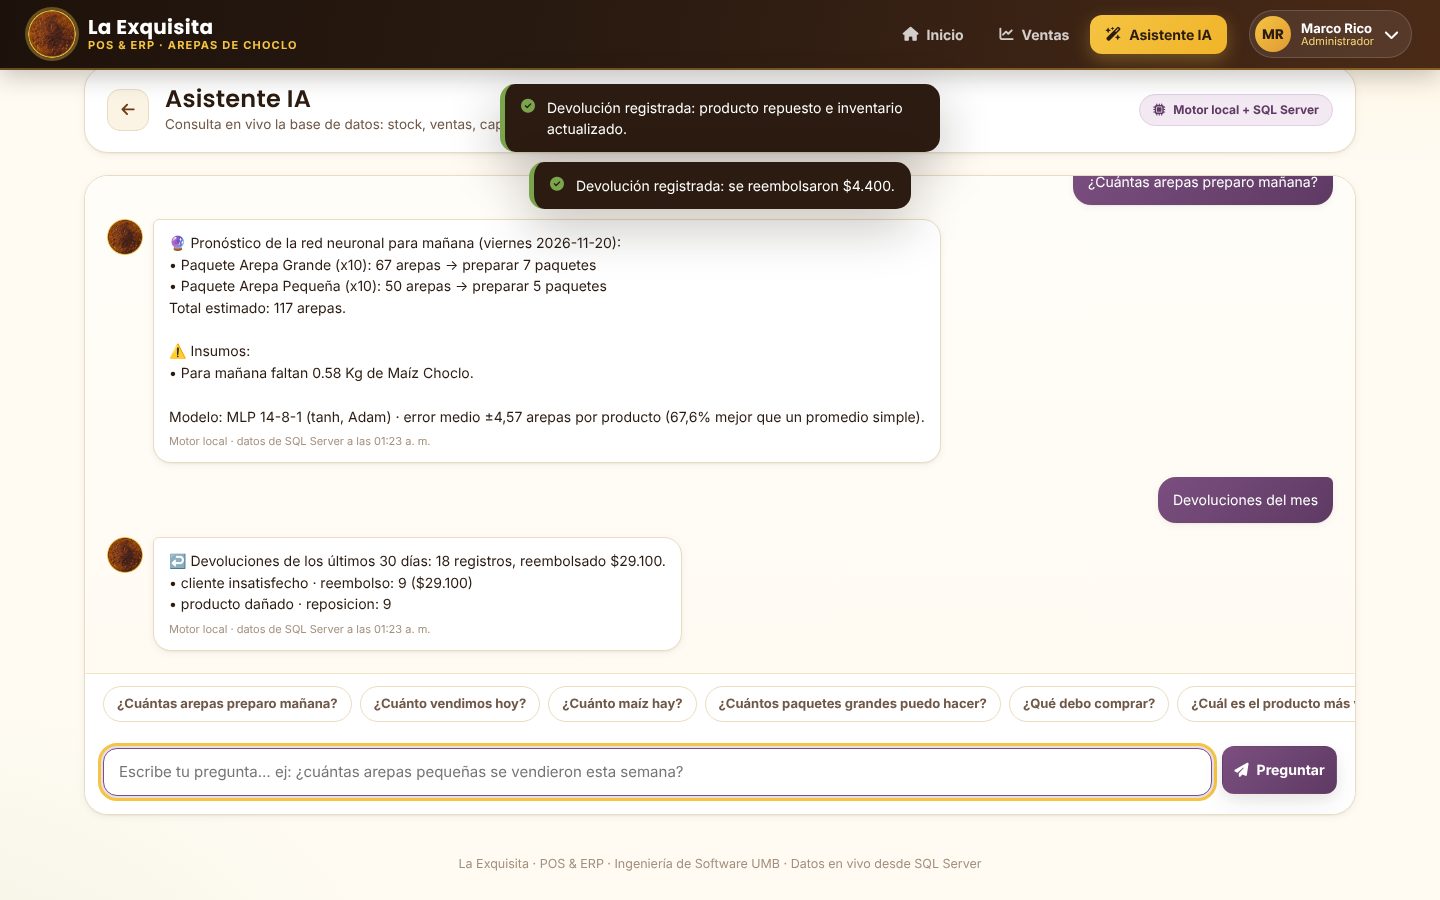 La Exquisita
POS & ERP · AREPAS DE CHOCLO
Inicio
Ventas
Asistente IA
MR
Marco Rico
Administrador
Asistente IA
Consulta en vivo la base de datos: stock, ventas,
Motor local + SQL Server
Devolución registrada: producto repuesto e inventario
actualizado.
Devolución registrada: se reembolsaron $4.400.
¿Cuántas arepas preparo mañana?
🔮 Pronóstico de la red neuronal para mañana (viernes 2026-11-20):
• Paquete Arepa Grande (x10): 67 arepas → preparar 7 paquetes
• Paquete Arepa Pequeña (x10): 50 arepas → preparar 5 paquetes
Total estimado: 117 arepas.
⚠️ Insumos:
• Para mañana faltan 0.58 Kg de Maíz Choclo.
Modelo: MLP 14-8-1 (tanh, Adam) · error medio ±4,57 arepas por producto (67,6% mejor que un promedio simple).
Motor local · datos de SQL Server a las 01:23 a. m.
Devoluciones del mes
↩️ Devoluciones de los últimos 30 días: 18 registros, reembolsado $29.100.
• cliente insatisfecho · reembolso: 9 ($29.100)
• producto dañado · reposicion: 9
Motor local · datos de SQL Server a las 01:23 a. m.
¿Cuántas arepas preparo mañana?
¿Cuánto vendimos hoy?
¿Cuánto maíz hay?
¿Cuántos paquetes grandes puedo hacer?
¿Qué debo comprar?
¿Cuál es el producto más
Escribe tu pregunta... ej: ¿cuántas arepas pequeñas se vendieron esta semana?
Preguntar
La Exquisita · POS & ERP · Ingeniería de Software UMB · Datos en vivo desde SQL Server